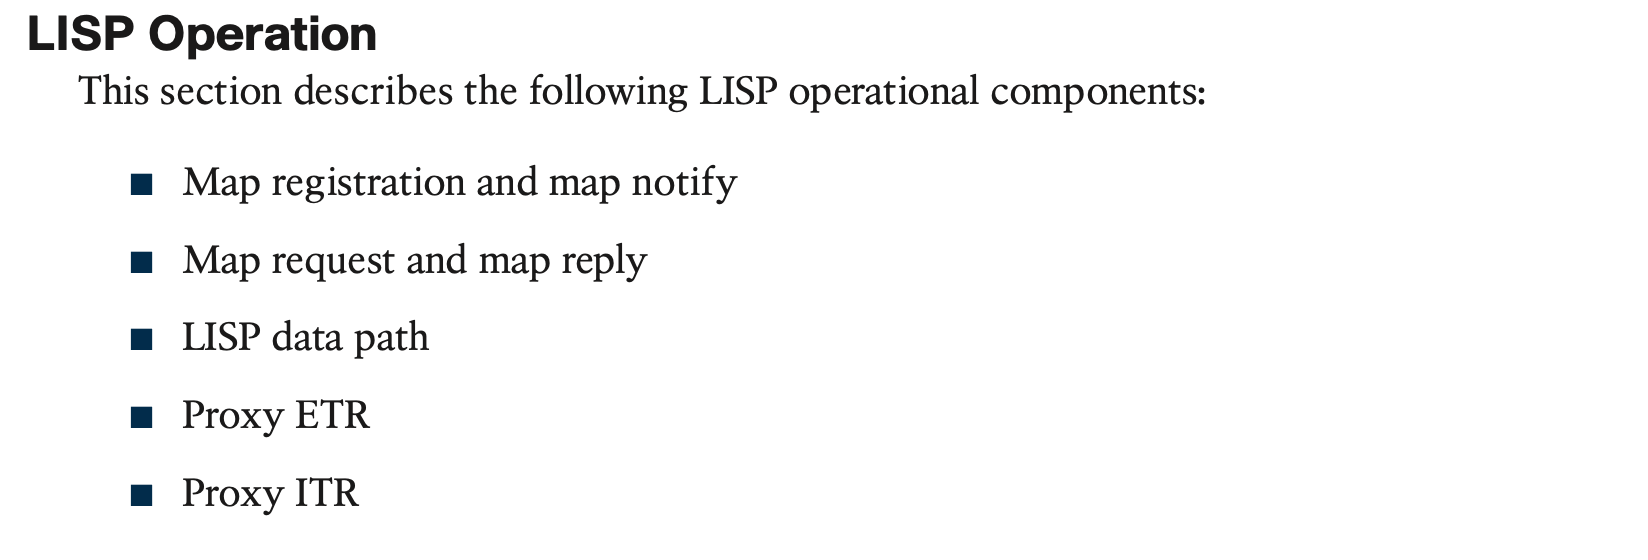 LISP Operation
This section describes the following LISP operational components:
■ Map registration and map notify
■ Map request and map reply
■ LISP data path
■ Proxy ETR
■ Proxy ITR